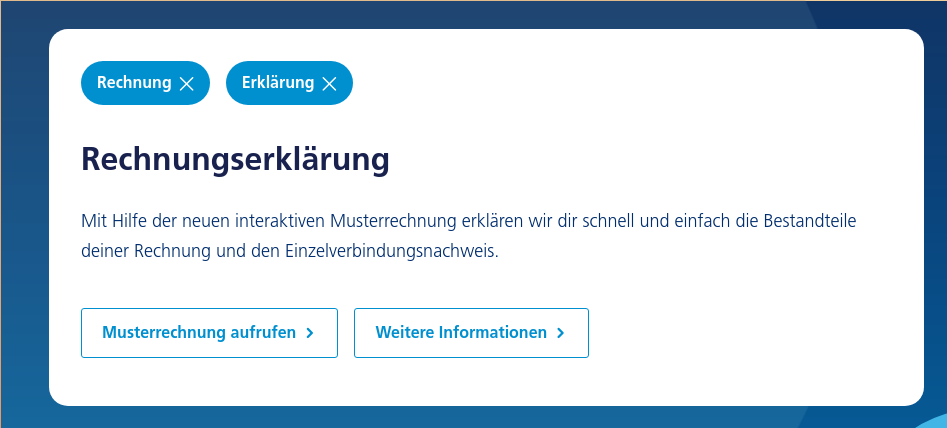 Rechnung
Erklärung
Rechnungserklärung
Mit Hilfe der neuen interaktiven Musterrechnung erklären wir dir schnell und einfach die Bestandteile
deiner Rechnung und den Einzelverbindungsnachweis.
Musterrechnung aufrufen
Weitere Informationen